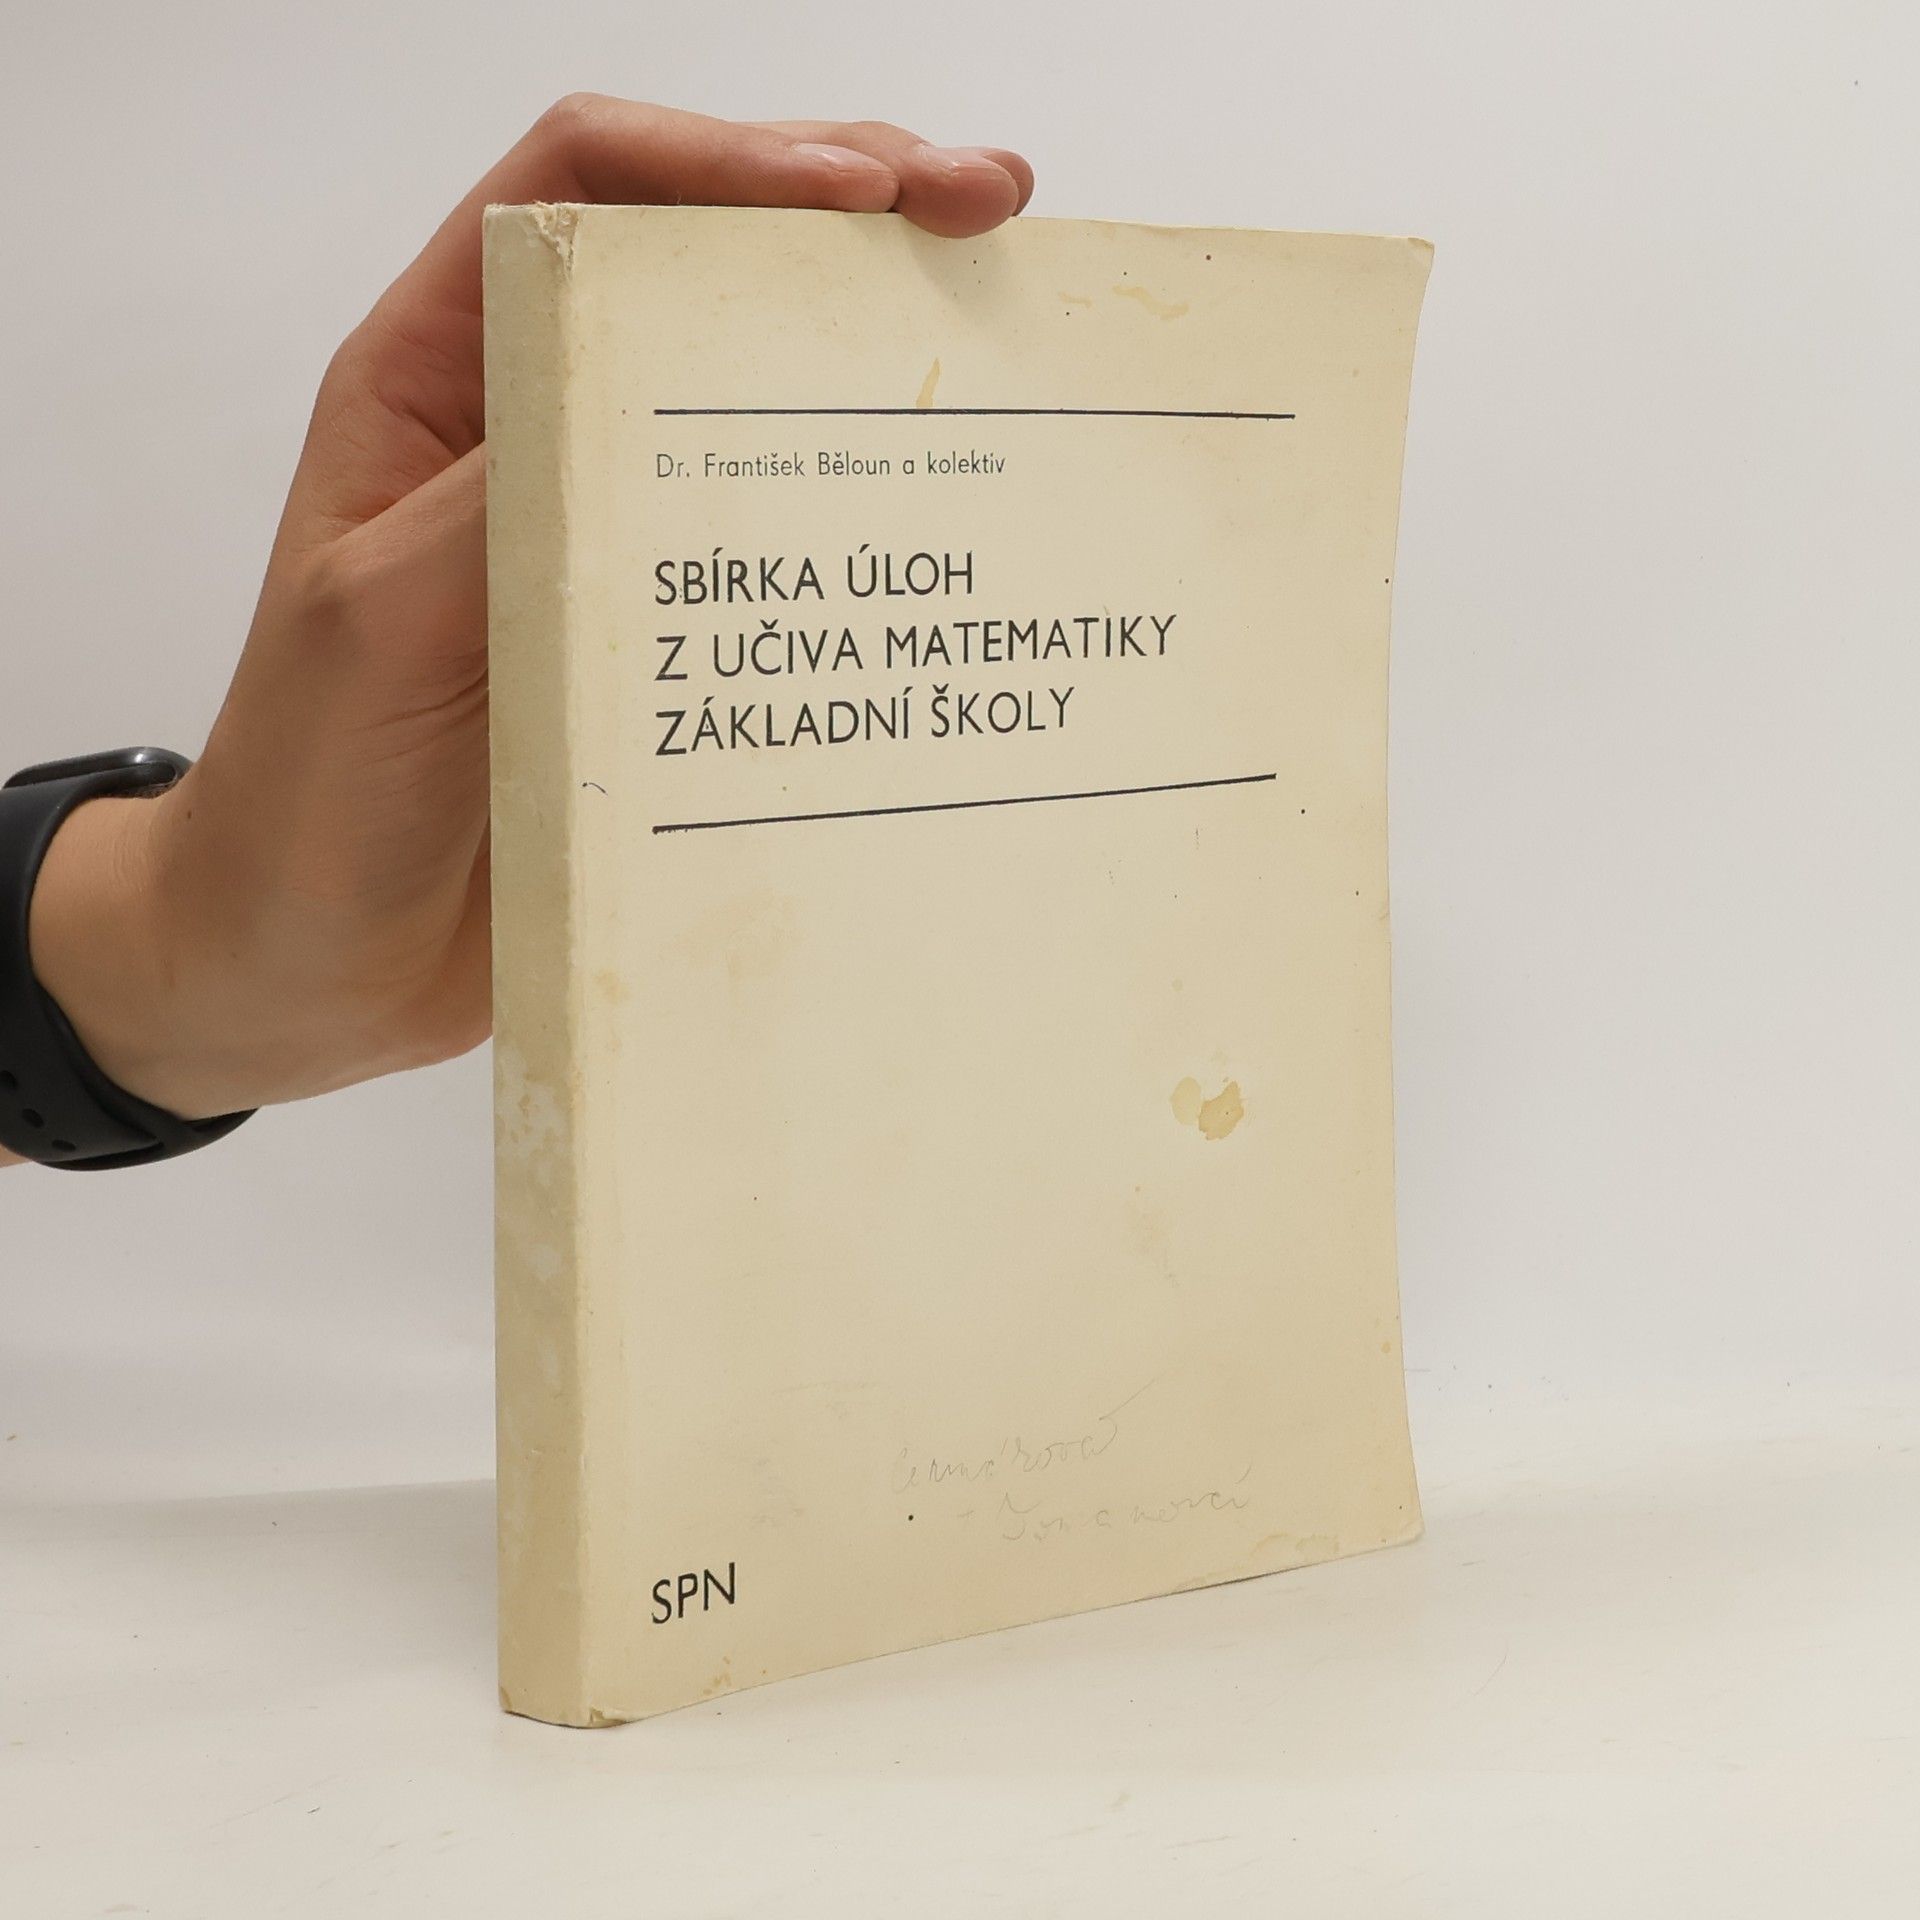 Dr. František Běloun a kolektiv
SBÍRKA ÚLOH
Z UČIVA MATEMATIKY
ZÁKLADNÍ ŠKOLY
SPN